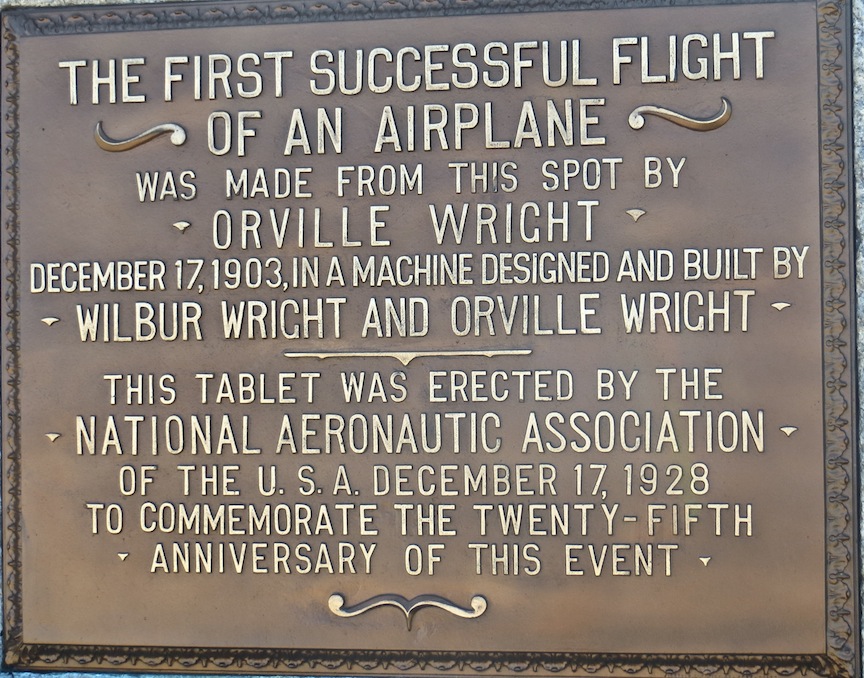 THE FIRST SUCCESSFUL FLIGHT
OF AN AIRPLANE
WAS MADE FROM THIS SPOT BY
ORVILLE WRIGHT
DECEMBER 17, 1903, IN A MACHINE DESIGNED AND BUILT BY
WILBUR WRIGHT AND ORVILLE WRIGHT
THIS TABLET WAS ERECTED BY THE
NATIONAL AERONAUTIC ASSOCIATION
OF THE U. S. A. DECEMBER 17, 1928
TO COMMEMORATE THE TWENTY-FIFTH
ANNIVERSARY OF THIS EVENT